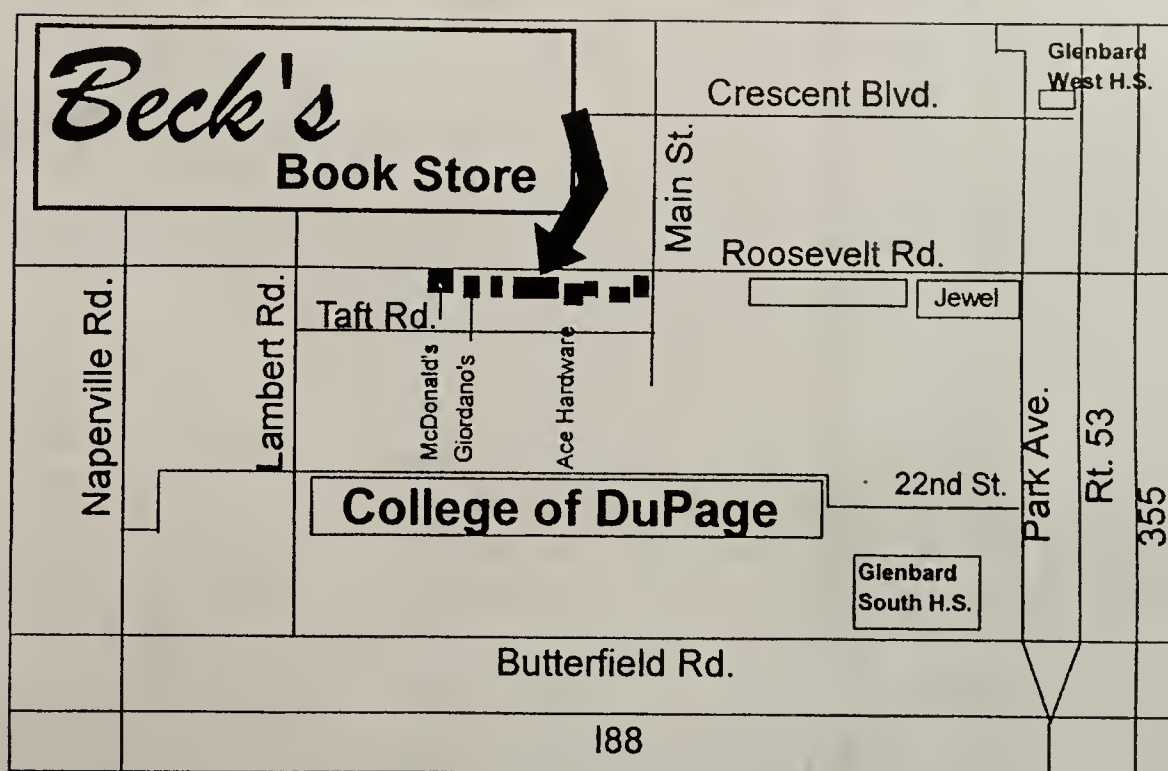 Beck's
Book Store
Glenbard
West H.S.
Crescent Blvd.
Main St.
Roosevelt Rd.
Jewel
Naperville Rd.
Lambert Rd.
Taft Rd.
McDonald's
Giordano's
Ace Hardware
College of DuPage
22nd St.
Park Ave.
Rt. 53
355
Glenbard
South H.S.
Butterfield Rd.
I88